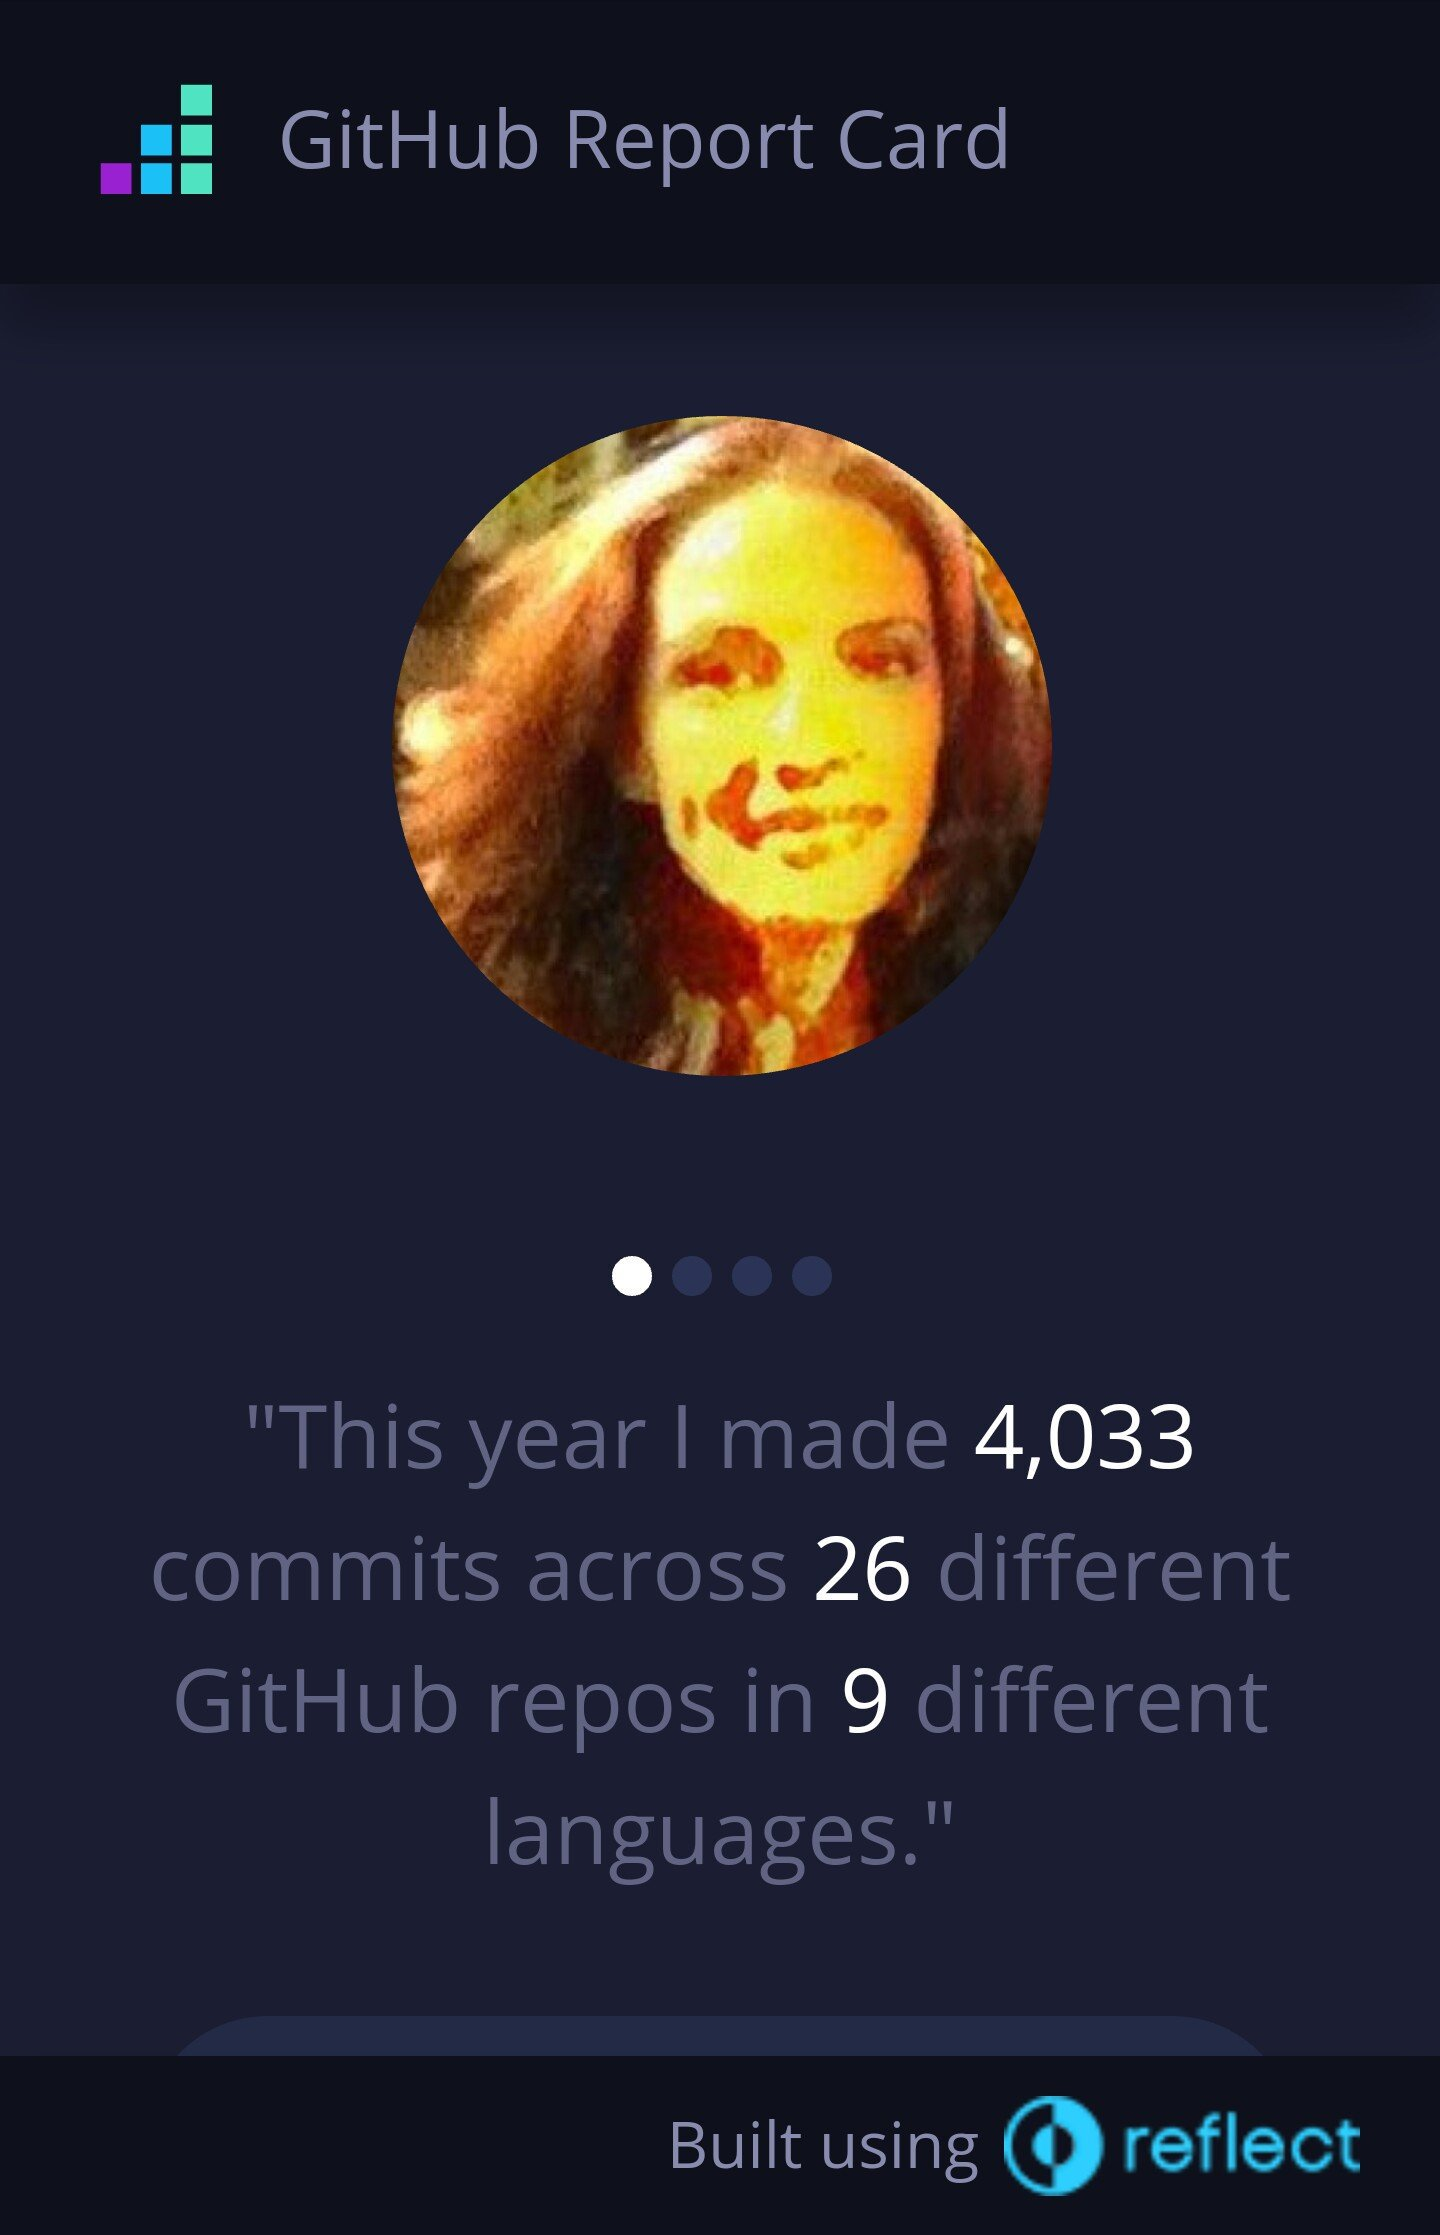 GitHub Report Card
"This year I made 4,033
commits across 26 different
GitHub repos in 9 different
languages."
Built using reflect